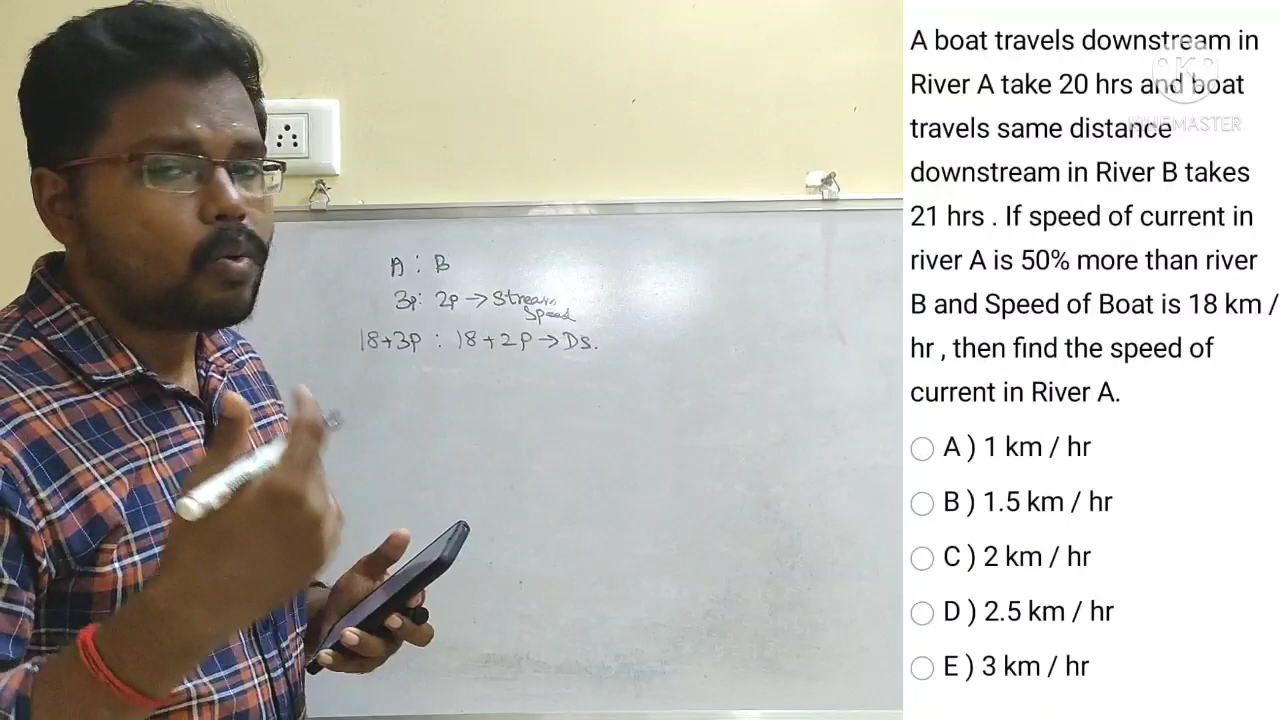 A boat travels downstream in
River A take 20 hrs and boat
travels same distance
downstream in River B takes
21 hrs . If speed of current in
river A is 50% more than river
B and Speed of Boat is 18 km /
hr , then find the speed of
current in River A.
A ) 1 km / hr
B ) 1.5 km / hr
C ) 2 km / hr
D ) 2.5 km / hr
E ) 3 km / hr
K
KINEMASTER
A : B
3p : 2p → Stream
Speed
18+3p : 18+2p → Ds.